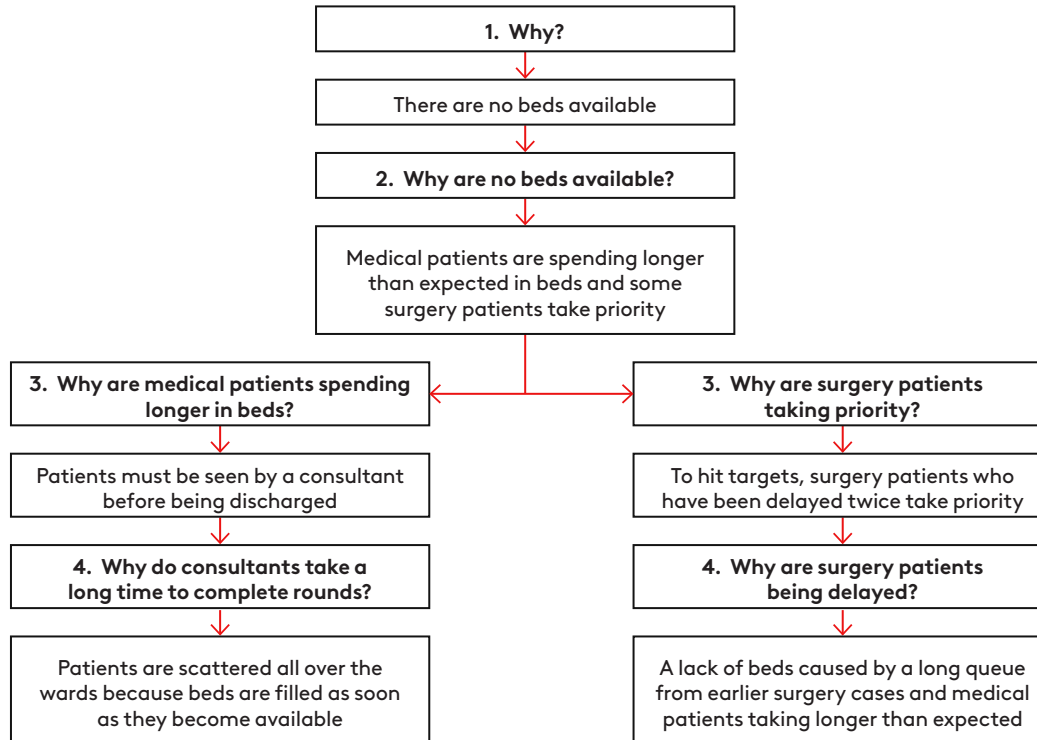 1. Why?
There are no beds available
2. Why are no beds available?
Medical patients are spending longer
than expected in beds and some
surgery patients take priority
3. Why are medical patients spending
longer in beds?
Patients must be seen by a consultant
before being discharged
4. Why do consultants take a
long time to complete rounds?
Patients are scattered all over the
wards because beds are filled as soon
as they become available
3. Why are surgery patients
taking priority?
To hit targets, surgery patients who
have been delayed twice take priority
4. Why are surgery patients
being delayed?
A lack of beds caused by a long queue
from earlier surgery cases and medical
patients taking longer than expected